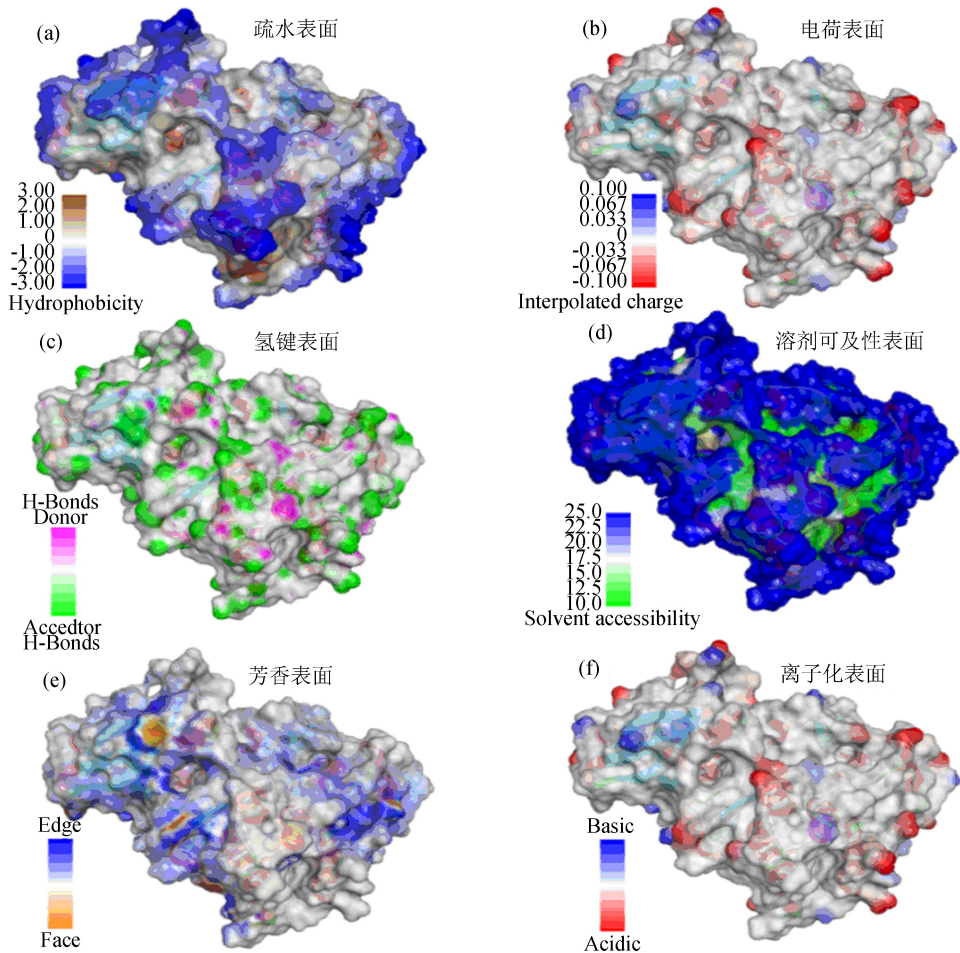 (a)
疏水表面
3.00
2.00
1.00
0
-1.00
-2.00
-3.00
Hydrophobicity
(b)
电荷表面
0.100
0.067
0.033
0
-0.033
-0.067
-0.100
Interpolated charge
(c)
氢键表面
H-Bonds
Donor
Accedtor
H-Bonds
(d)
溶剂可及性表面
25.0
22.5
20.0
17.5
15.0
12.5
10.0
Solvent accessibility
(e)
芳香表面
Edge
Face
(f)
离子化表面
Basic
Acidic